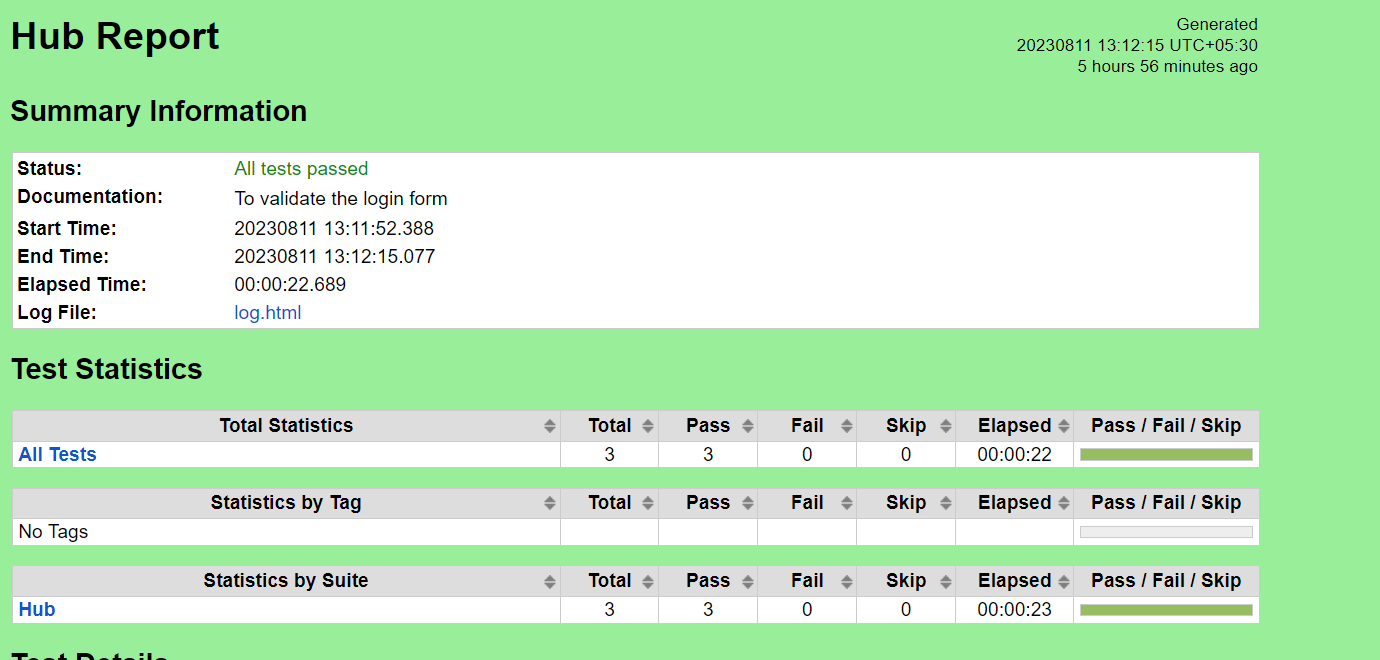 Hub Report
Generated
20230811 13:12:15 UTC+05:30
5 hours 56 minutes ago
Summary Information
Status: All tests passed
Documentation: To validate the login form
Start Time: 20230811 13:11:52.388
End Time: 20230811 13:12:15.077
Elapsed Time: 00:00:22.689
Log File: log.html
Test Statistics
Total Statistics Total Pass Fail Skip Elapsed Pass / Fail / Skip
All Tests 3 3 0 0 00:00:22
Statistics by Tag Total Pass Fail Skip Elapsed Pass / Fail / Skip
No Tags
Statistics by Suite Total Pass Fail Skip Elapsed Pass / Fail / Skip
Hub 3 3 0 0 00:00:23
Test Details